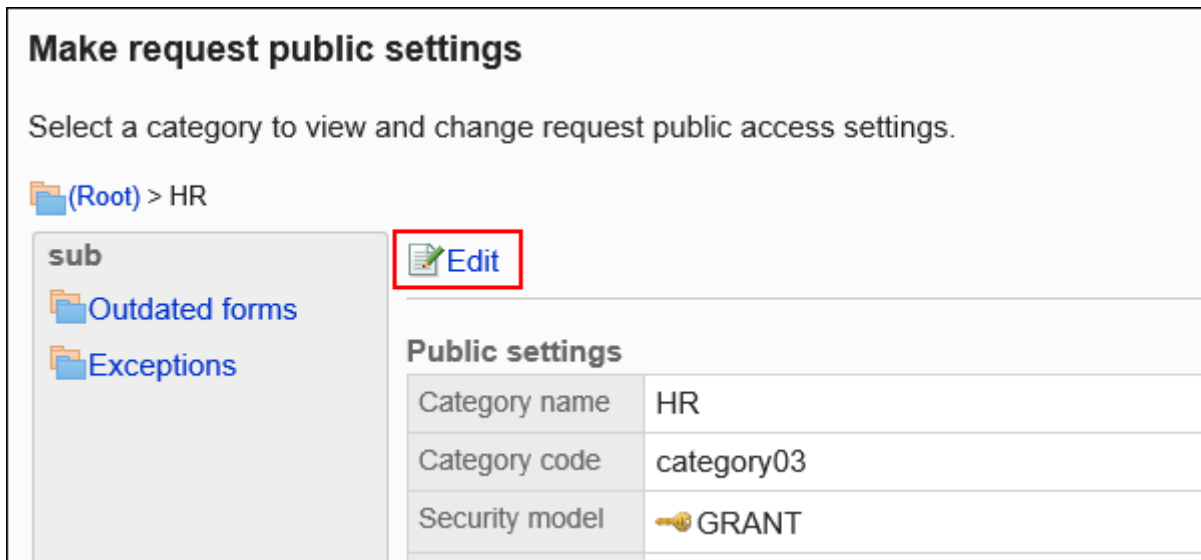 Make request public settings
Select a category to view and change request public access settings.
(Root) > HR
sub
Outdated forms
Exceptions
Edit
Public settings
Category name HR
Category code category03
Security model GRANT